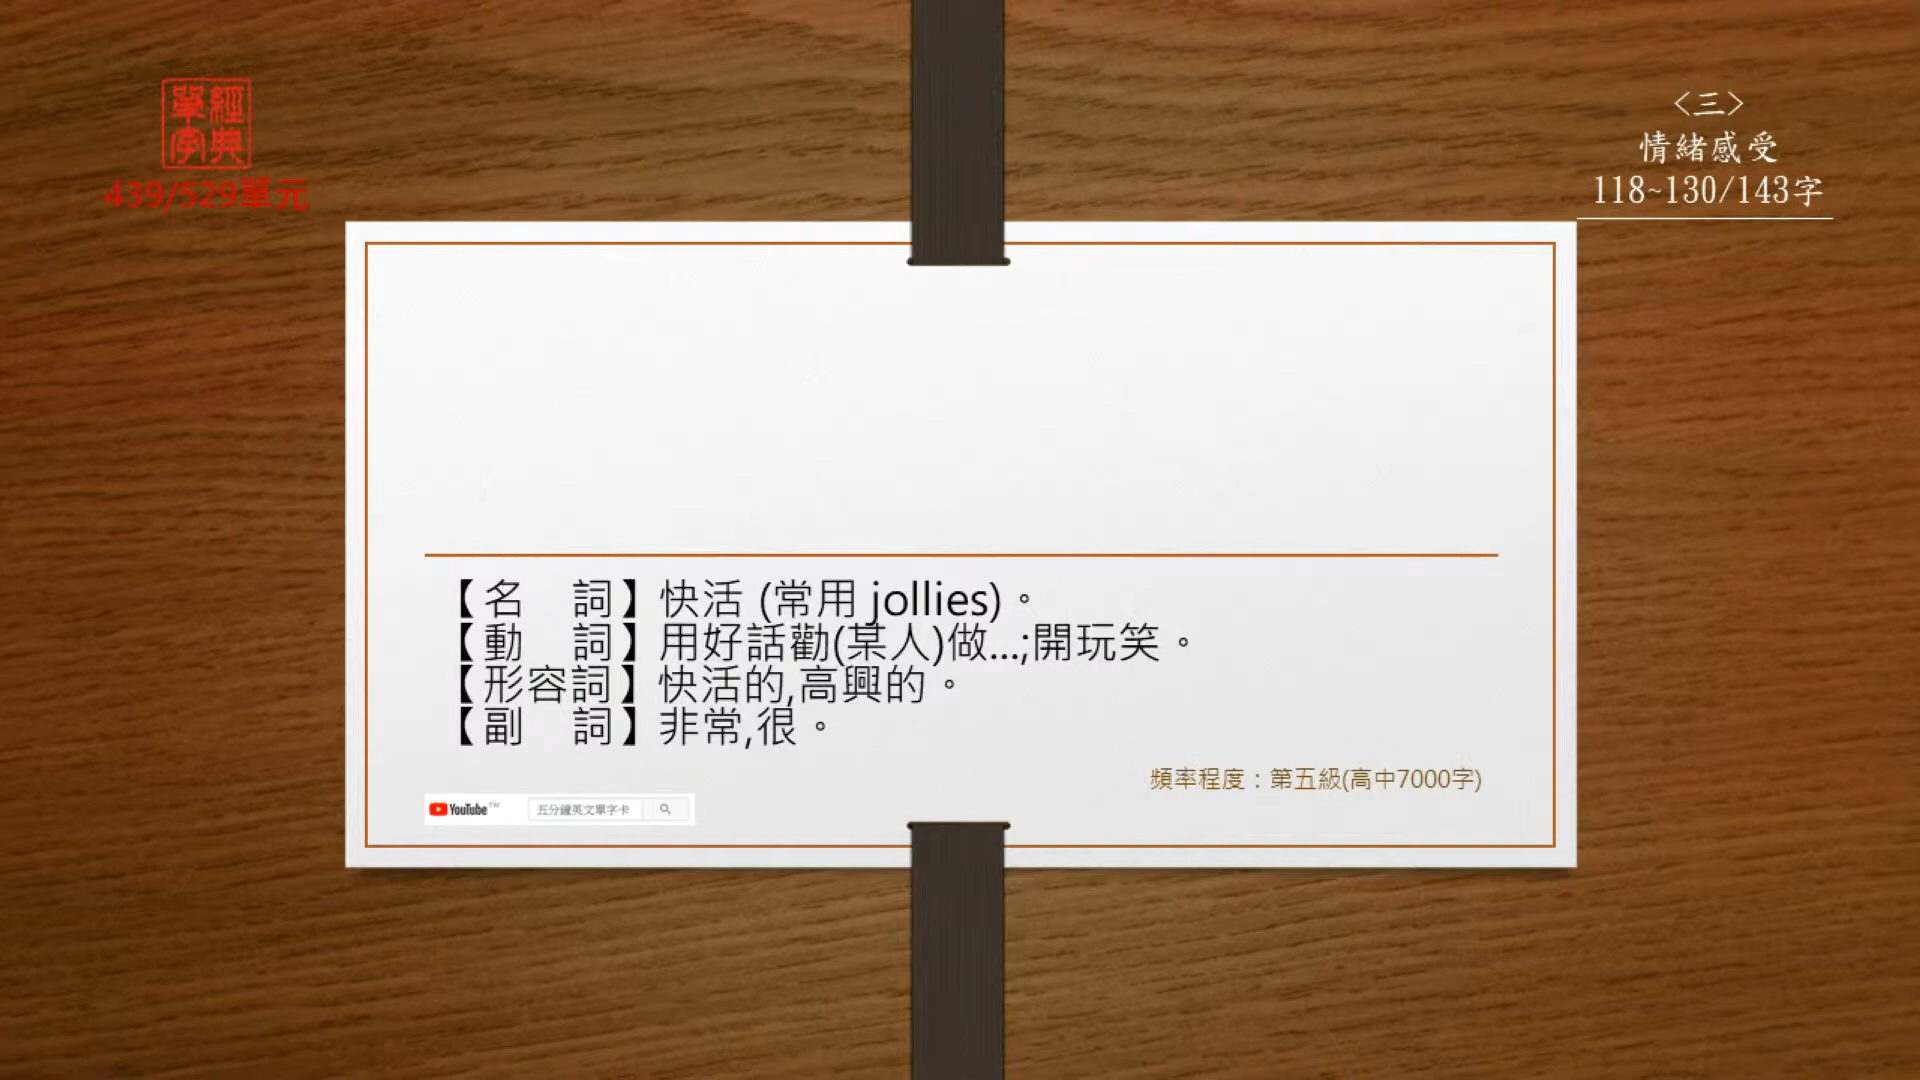 經典單字
439/529單元
<三>
情緒感受
118~130/143字
【名　詞】快活 (常用 jollies)。
【動　詞】用好話勸(某人)做...;開玩笑。
【形容詞】快活的,高興的。
【副　詞】非常,很。
頻率程度：第五級(高中7000字)
YouTube TW 五分鐘英文單字卡